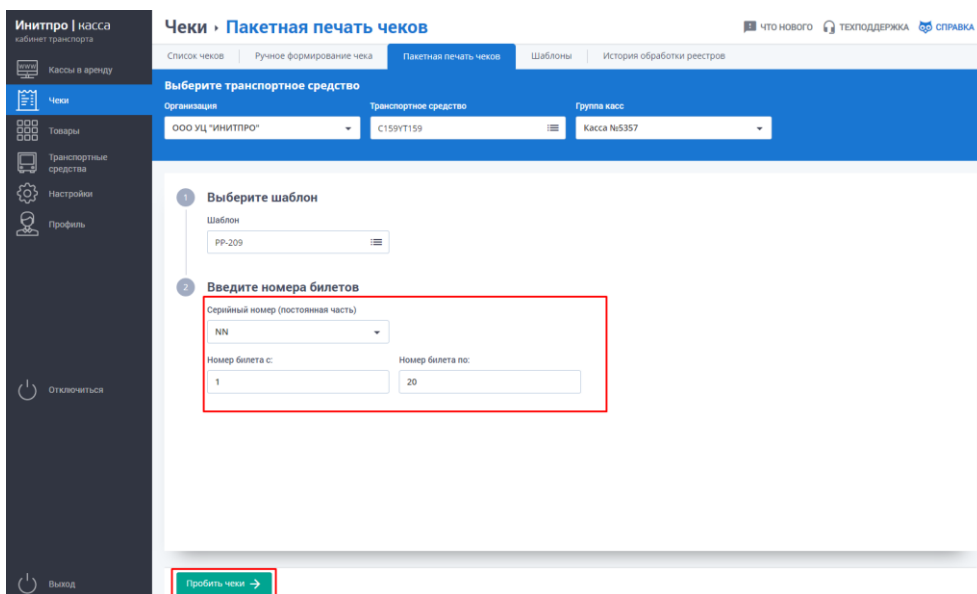 Инитпро | касса
кабинет транспорта
Кассы в аренду
Чеки
Товары
Транспортные
средства
Настройки
Профиль
Отключиться
Выход
Чеки › Пакетная печать чеков
ЧТО НОВОГО
ТЕХПОДДЕРЖКА
СПРАВКА
Список чеков
Ручное формирование чека
Пакетная печать чеков
Шаблоны
История обработки реестров
Выберите транспортное средство
Организация
Транспортное средство
Группа касс
ООО УЦ "ИНИТПРО"
С159YT159
Касса №5357
1
Выберите шаблон
Шаблон
PP-209
2
Введите номера билетов
Серийный номер (постоянная часть)
NN
Номер билета с:
Номер билета по:
1
20
Пробить чеки →